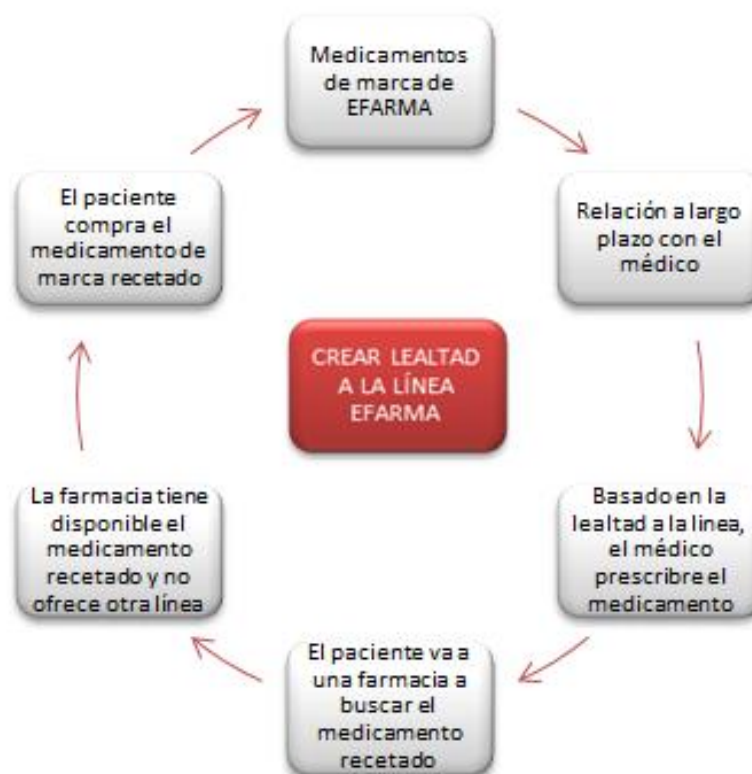 Medicamentos
de marca de
EFARMA
Relación a largo
plazo con el
médico
Basado en la
lealtad a la linea,
el médico
prescribre el
medicamento
El paciente va a
una farmacia a
buscar el
medicamento
recetado
La farmacia tiene
disponible el
medicamento
recetado y no
ofrece otra línea
El paciente
compra el
medicamento de
marca recetado
CREAR LEALTAD
A LA LÍNEA
EFARMA